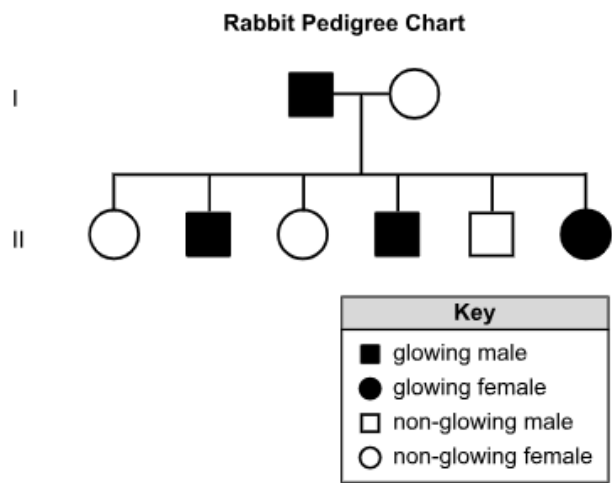 Rabbit Pedigree Chart
I
II
Key
glowing male
glowing female
non-glowing male
non-glowing female